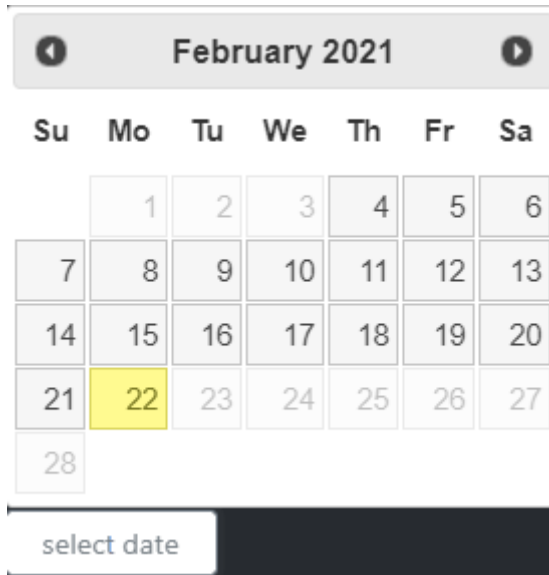 February 2021
Su Mo Tu We Th Fr Sa
1 2 3 4 5 6
7 8 9 10 11 12 13
14 15 16 17 18 19 20
21 22 23 24 25 26 27
28
select date